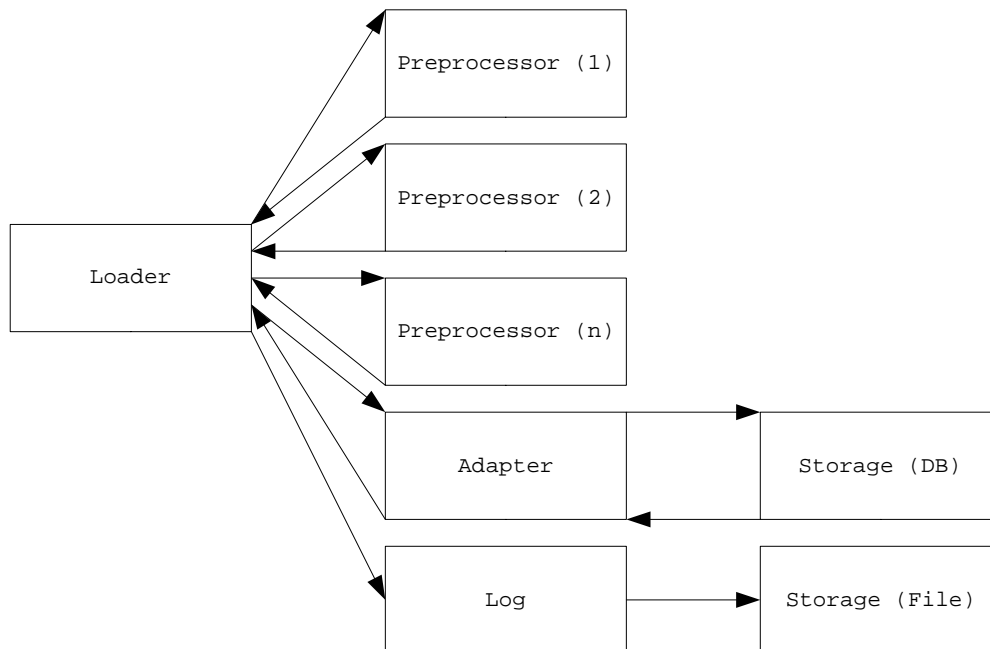 Preprocessor (1)
Preprocessor (2)
Loader
Preprocessor (n)
Adapter
Storage (DB)
Log
Storage (File)